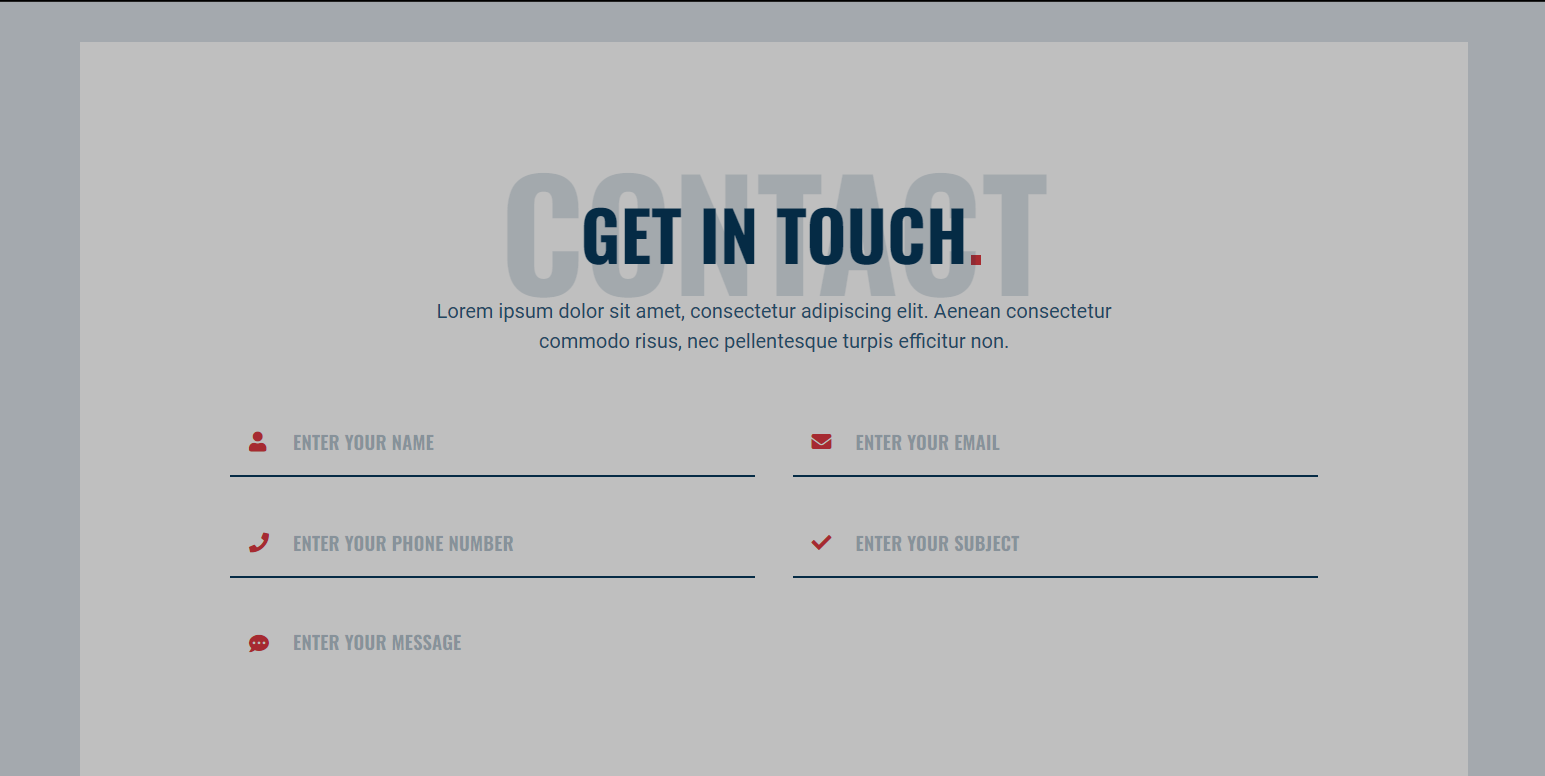 CONTACT
GET IN TOUCH.
Lorem ipsum dolor sit amet, consectetur adipiscing elit. Aenean consectetur
commodo risus, nec pellentesque turpis efficitur non.
ENTER YOUR NAME
ENTER YOUR EMAIL
ENTER YOUR PHONE NUMBER
ENTER YOUR SUBJECT
ENTER YOUR MESSAGE